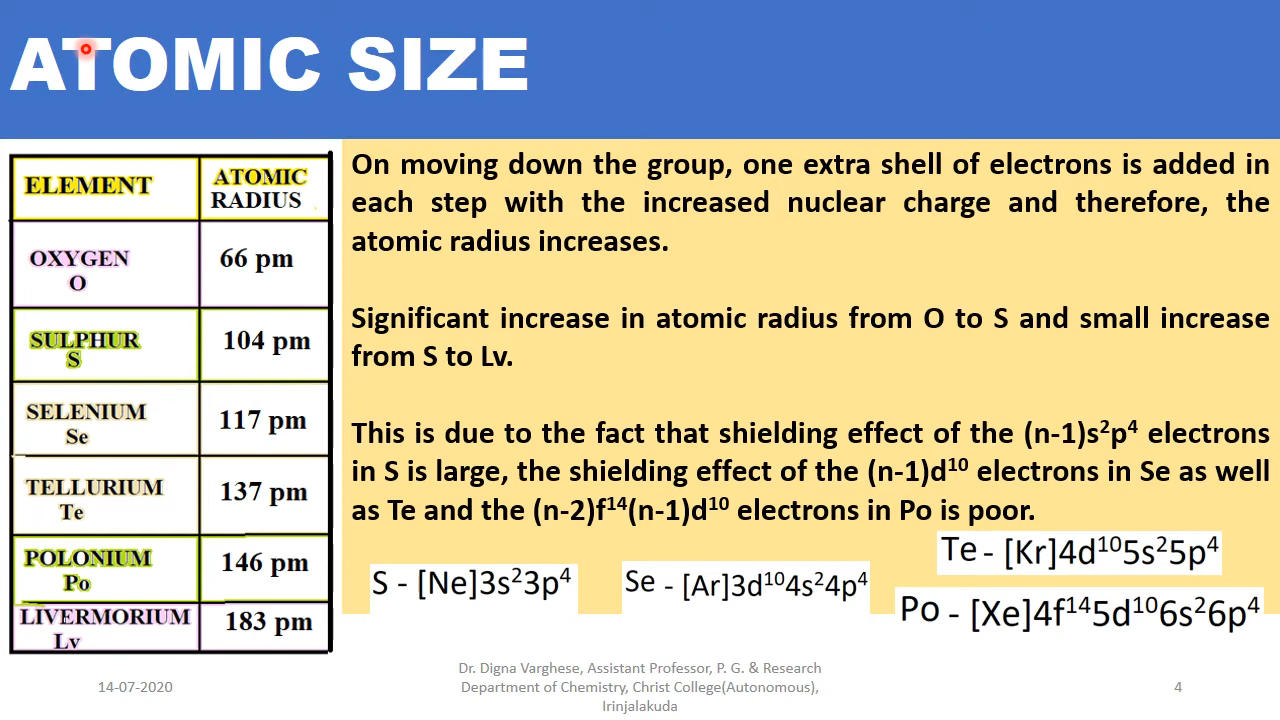 ATOMIC SIZE
ELEMENT ATOMIC RADIUS
OXYGEN O 66 pm
SULPHUR S 104 pm
SELENIUM Se 117 pm
TELLURIUM Te 137 pm
POLONIUM Po 146 pm
LIVERMORIUM Lv 183 pm
On moving down the group, one extra shell of electrons is added in
each step with the increased nuclear charge and therefore, the
atomic radius increases.
Significant increase in atomic radius from O to S and small increase
from S to Lv.
This is due to the fact that shielding effect of the (n-1)s²p⁴ electrons
in S is large, the shielding effect of the (n-1)d¹⁰ electrons in Se as well
as Te and the (n-2)f¹⁴(n-1)d¹⁰ electrons in Po is poor.
S - [Ne]3s²3p⁴
Se - [Ar]3d¹⁰4s²4p⁴
Te - [Kr]4d¹⁰5s²5p⁴
Po - [Xe]4f¹⁴5d¹⁰6s²6p⁴
14-07-2020
Dr. Digna Varghese, Assistant Professor, P. G. & Research
Department of Chemistry, Christ College(Autonomous),
Irinjalakuda
4